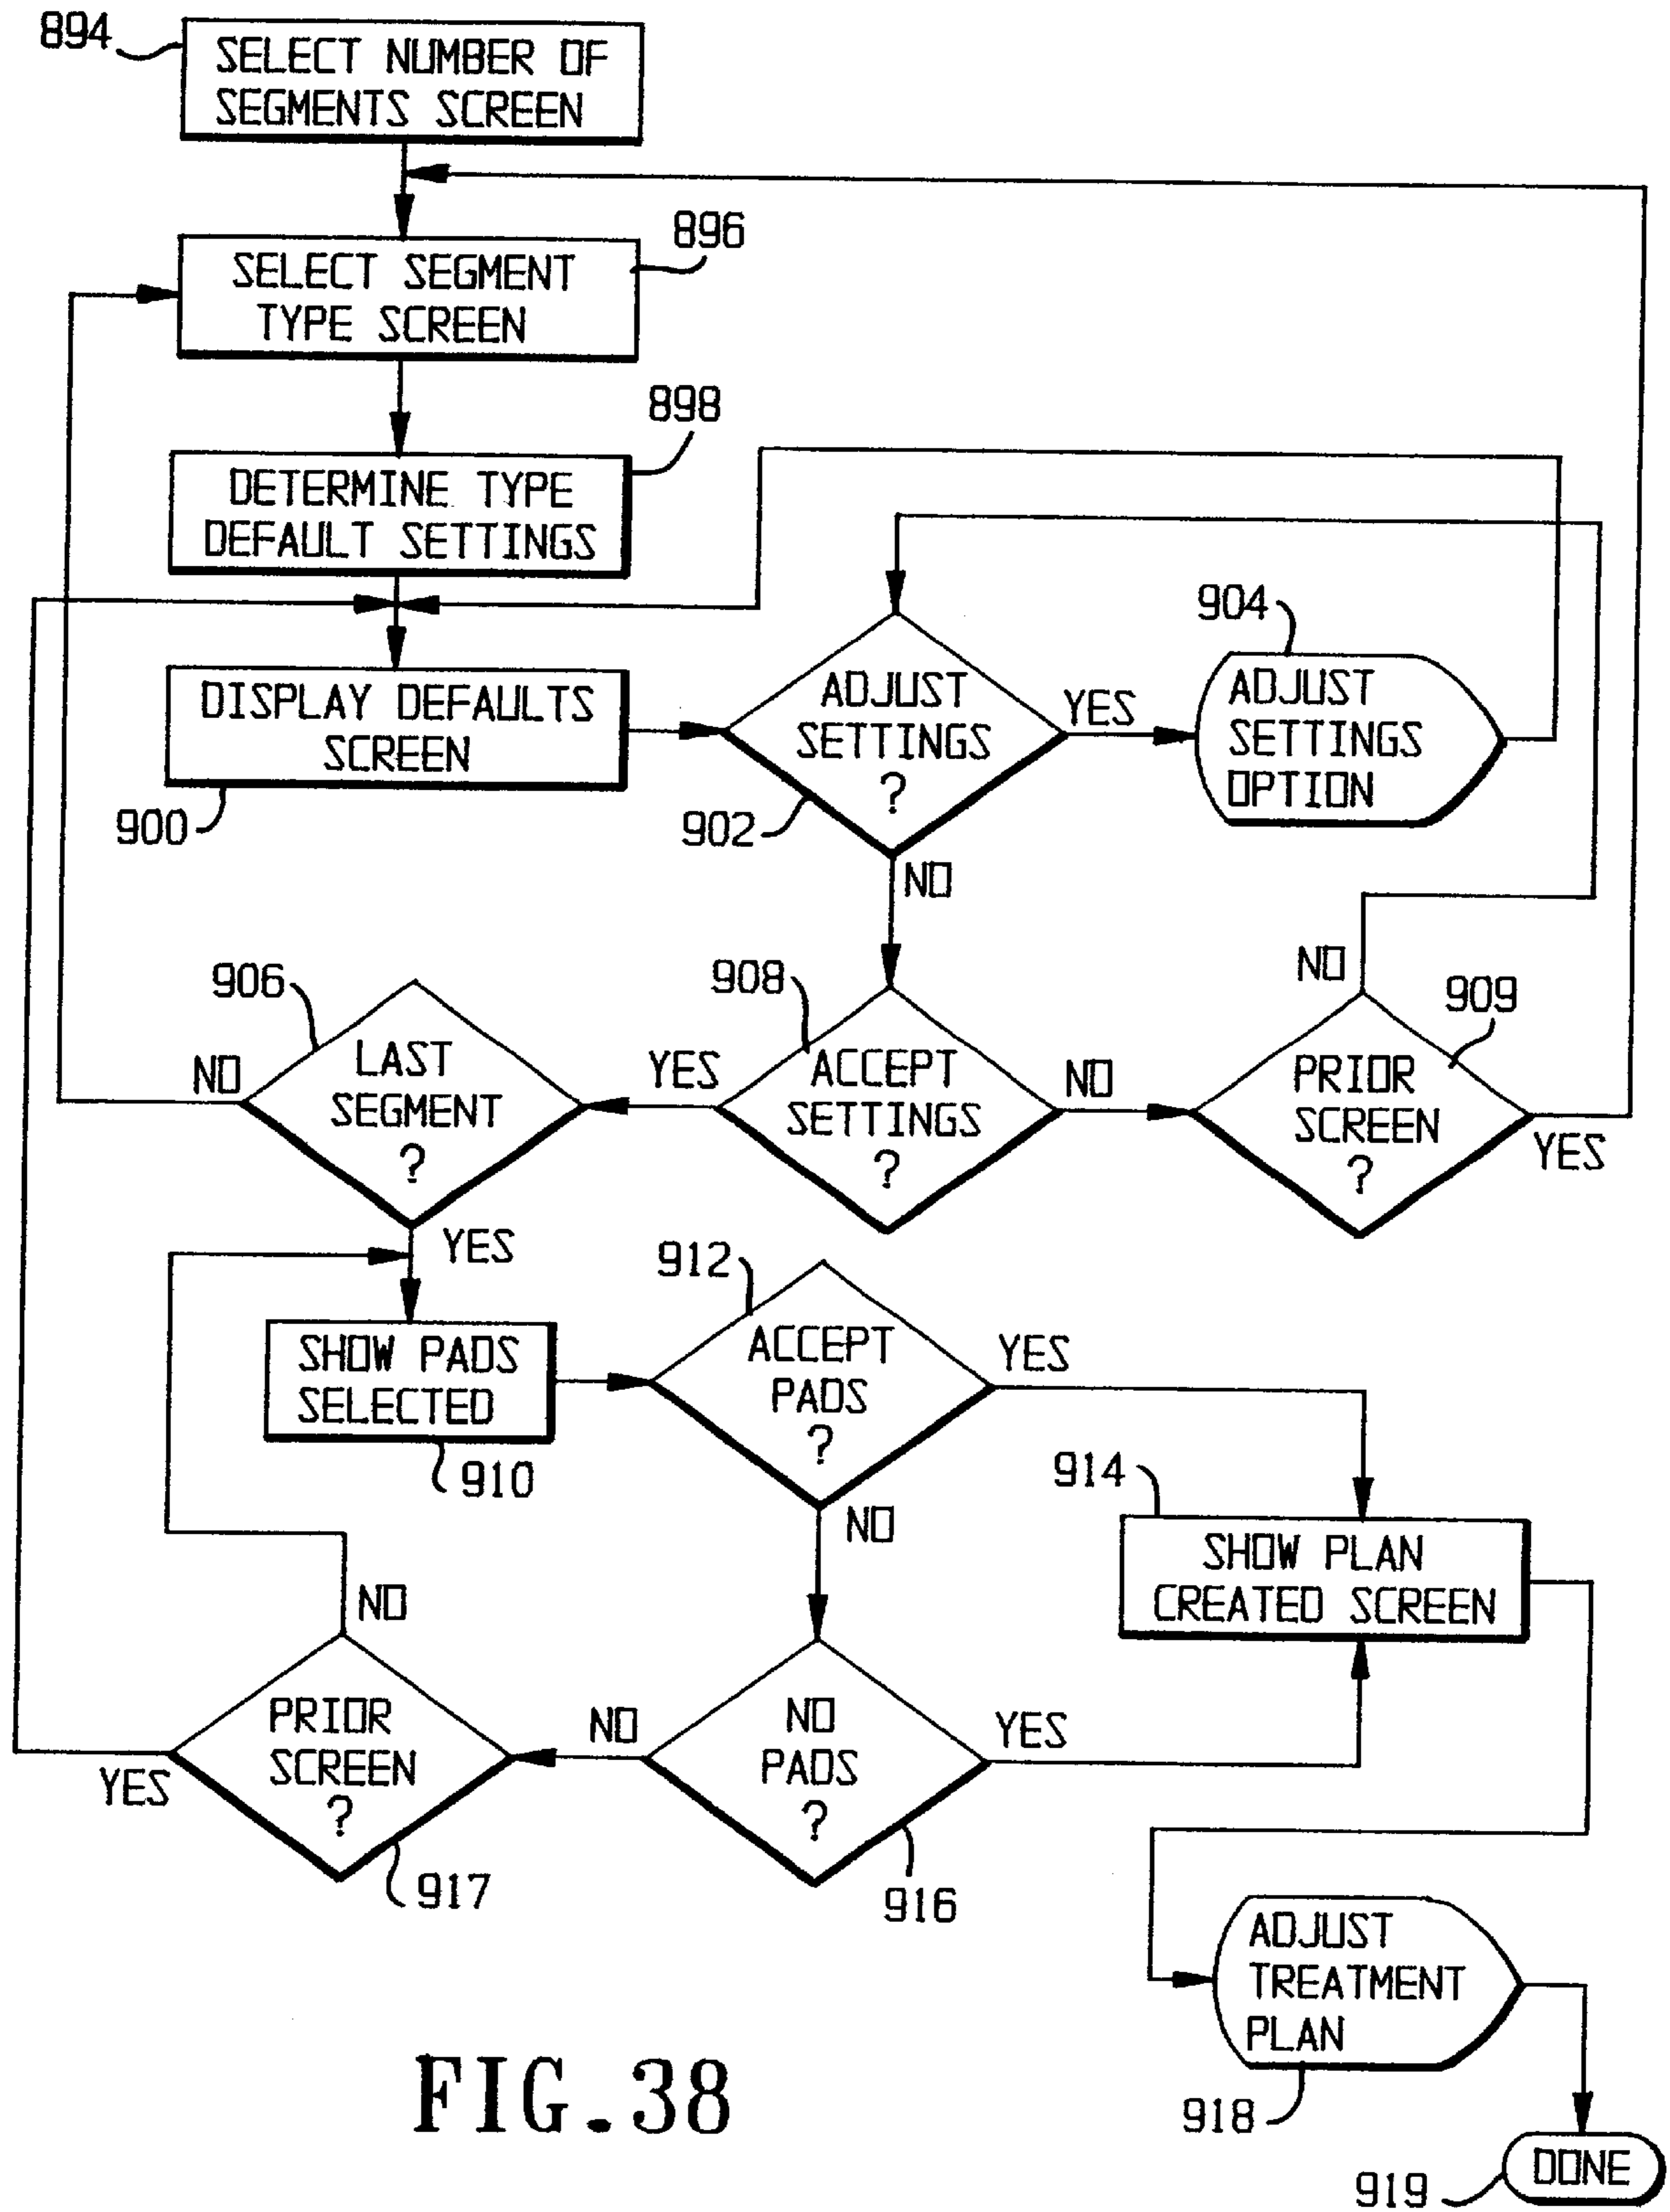 894
SELECT NUMBER OF
SEGMENTS SCREEN
896
SELECT SEGMENT
TYPE SCREEN
898
DETERMINE TYPE
DEFAULT SETTINGS
904
DISPLAY DEFAULTS
SCREEN
900
ADJUST
SETTINGS
?
902
YES
ADJUST
SETTINGS
OPTION
NO
906
LAST
SEGMENT
?
NO
YES
908
ACCEPT
SETTINGS
?
YES
NO
909
PRIOR
SCREEN
?
NO
YES
SHOW PADS
SELECTED
910
912
ACCEPT
PADS
?
YES
NO
914
SHOW PLAN
CREATED SCREEN
PRIOR
SCREEN
?
NO
YES
917
NO
PADS
?
NO
YES
916
ADJUST
TREATMENT
PLAN
918
DONE
919
FIG.38